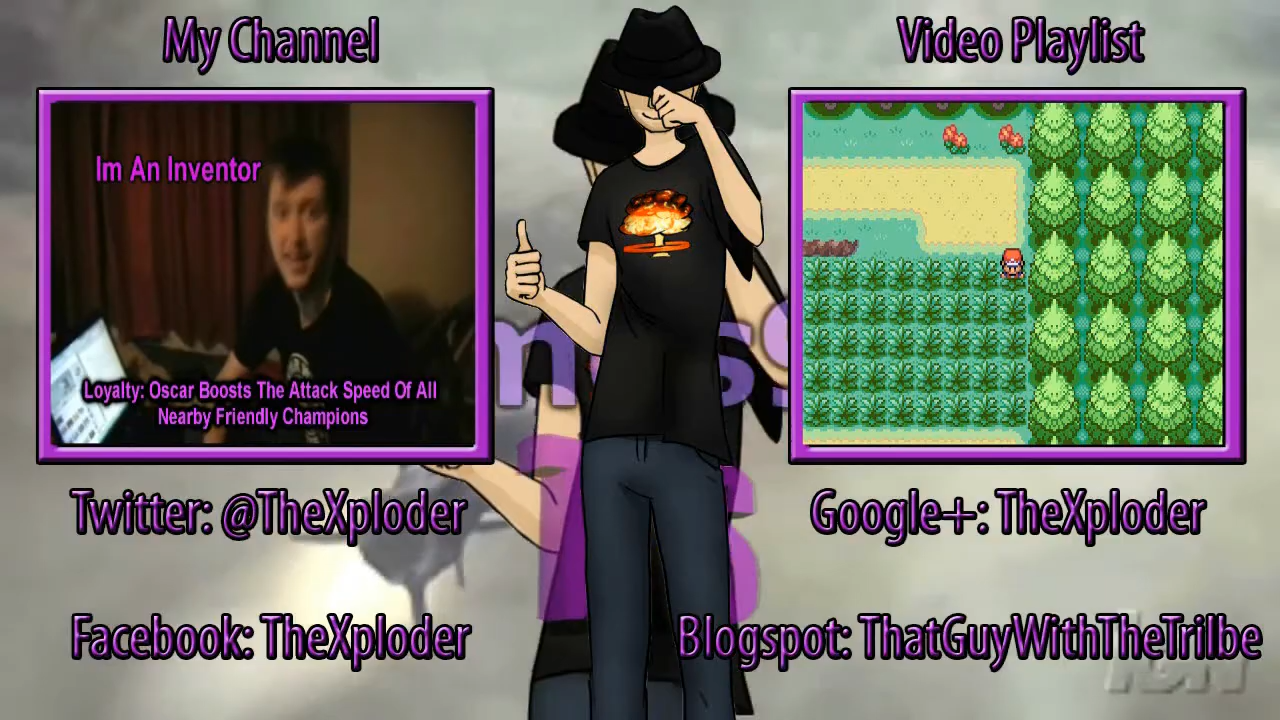 My Channel
Video Playlist
Im An Inventor
Loyalty: Oscar Boosts The Attack Speed Of All
Nearby Friendly Champions
Twitter: @TheXploder
Google+: TheXploder
Facebook: TheXploder
Blogspot: ThatGuyWithTheTrilbe